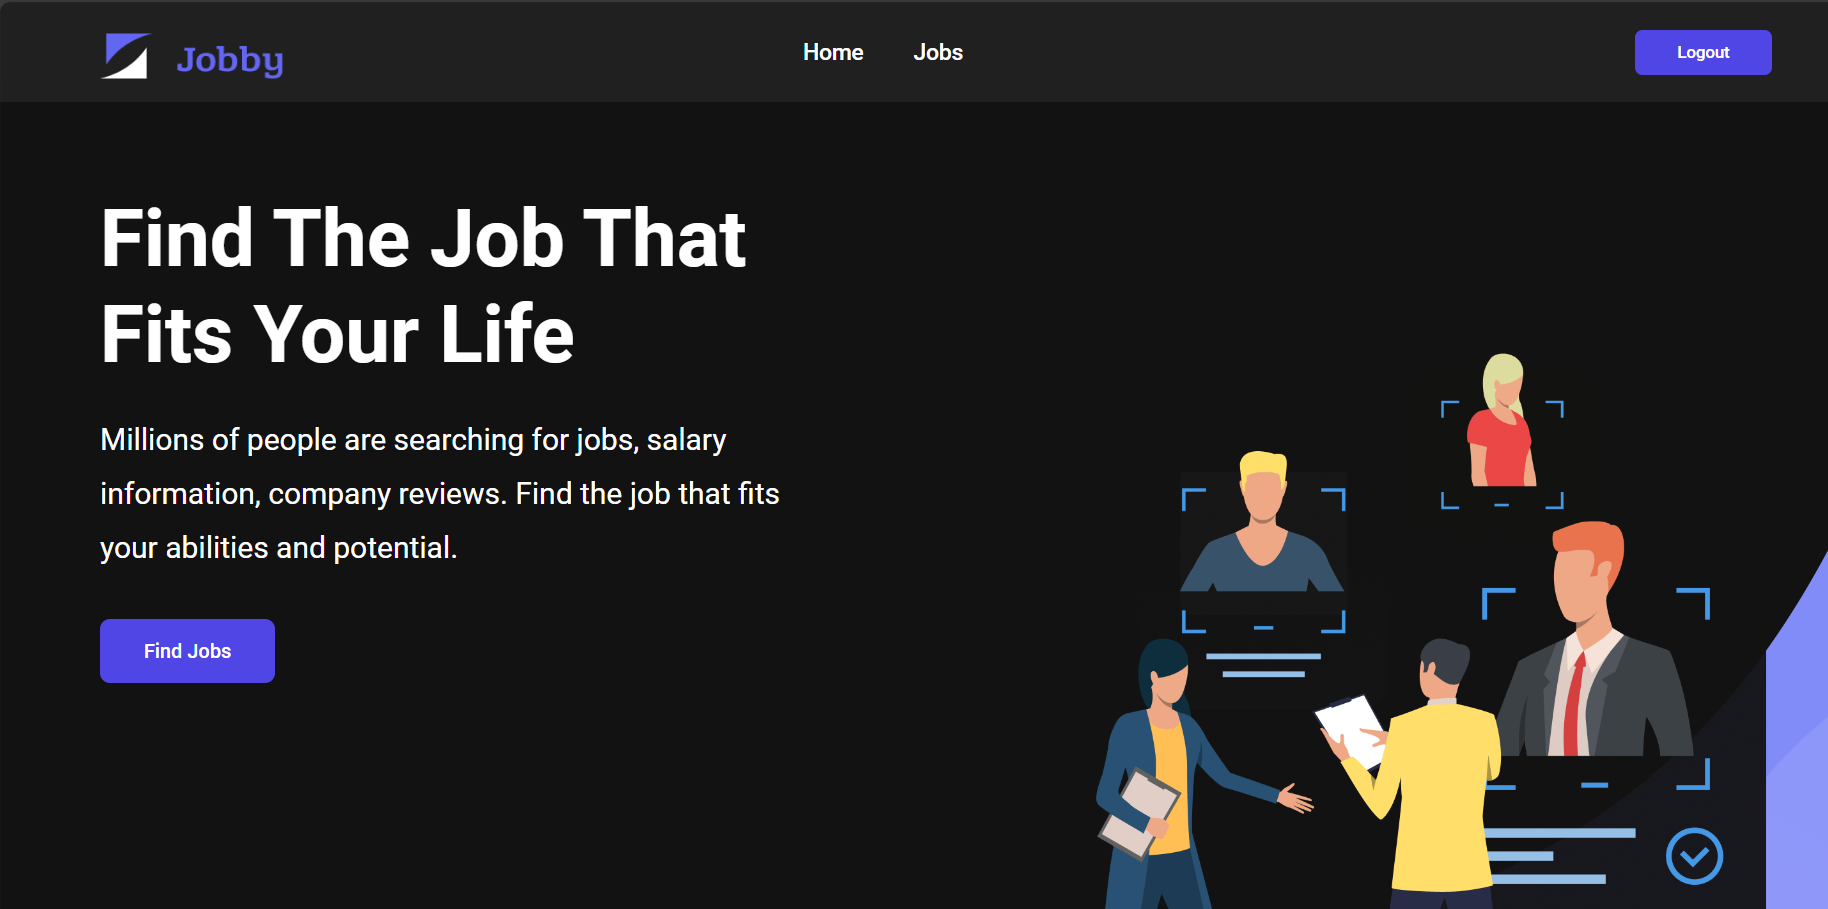 Jobby
Home
Jobs
Logout
Find The Job That
Fits Your Life
Millions of people are searching for jobs, salary
information, company reviews. Find the job that fits
your abilities and potential.
Find Jobs